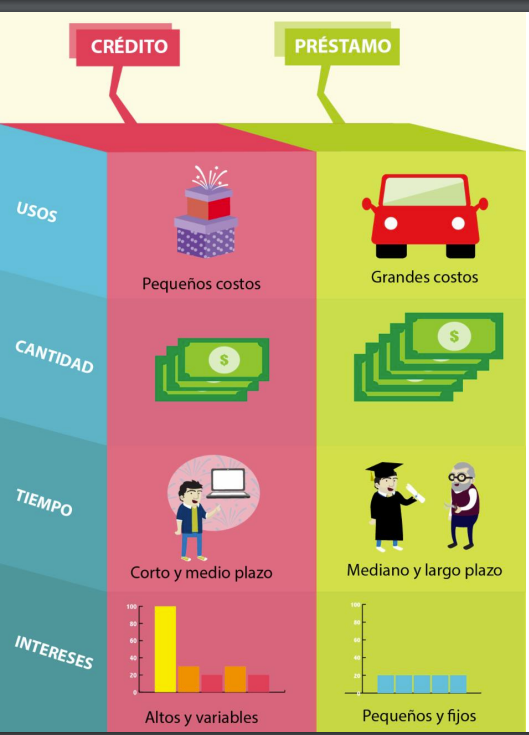 CRÉDITO
PRÉSTAMO
USOS
Pequeños costos
Grandes costos
CANTIDAD
$
$
TIEMPO
Corto y medio plazo
Mediano y largo plazo
INTERESES
100
80
60
40
20
0
100
80
60
40
20
0
Altos y variables
Pequeños y fijos